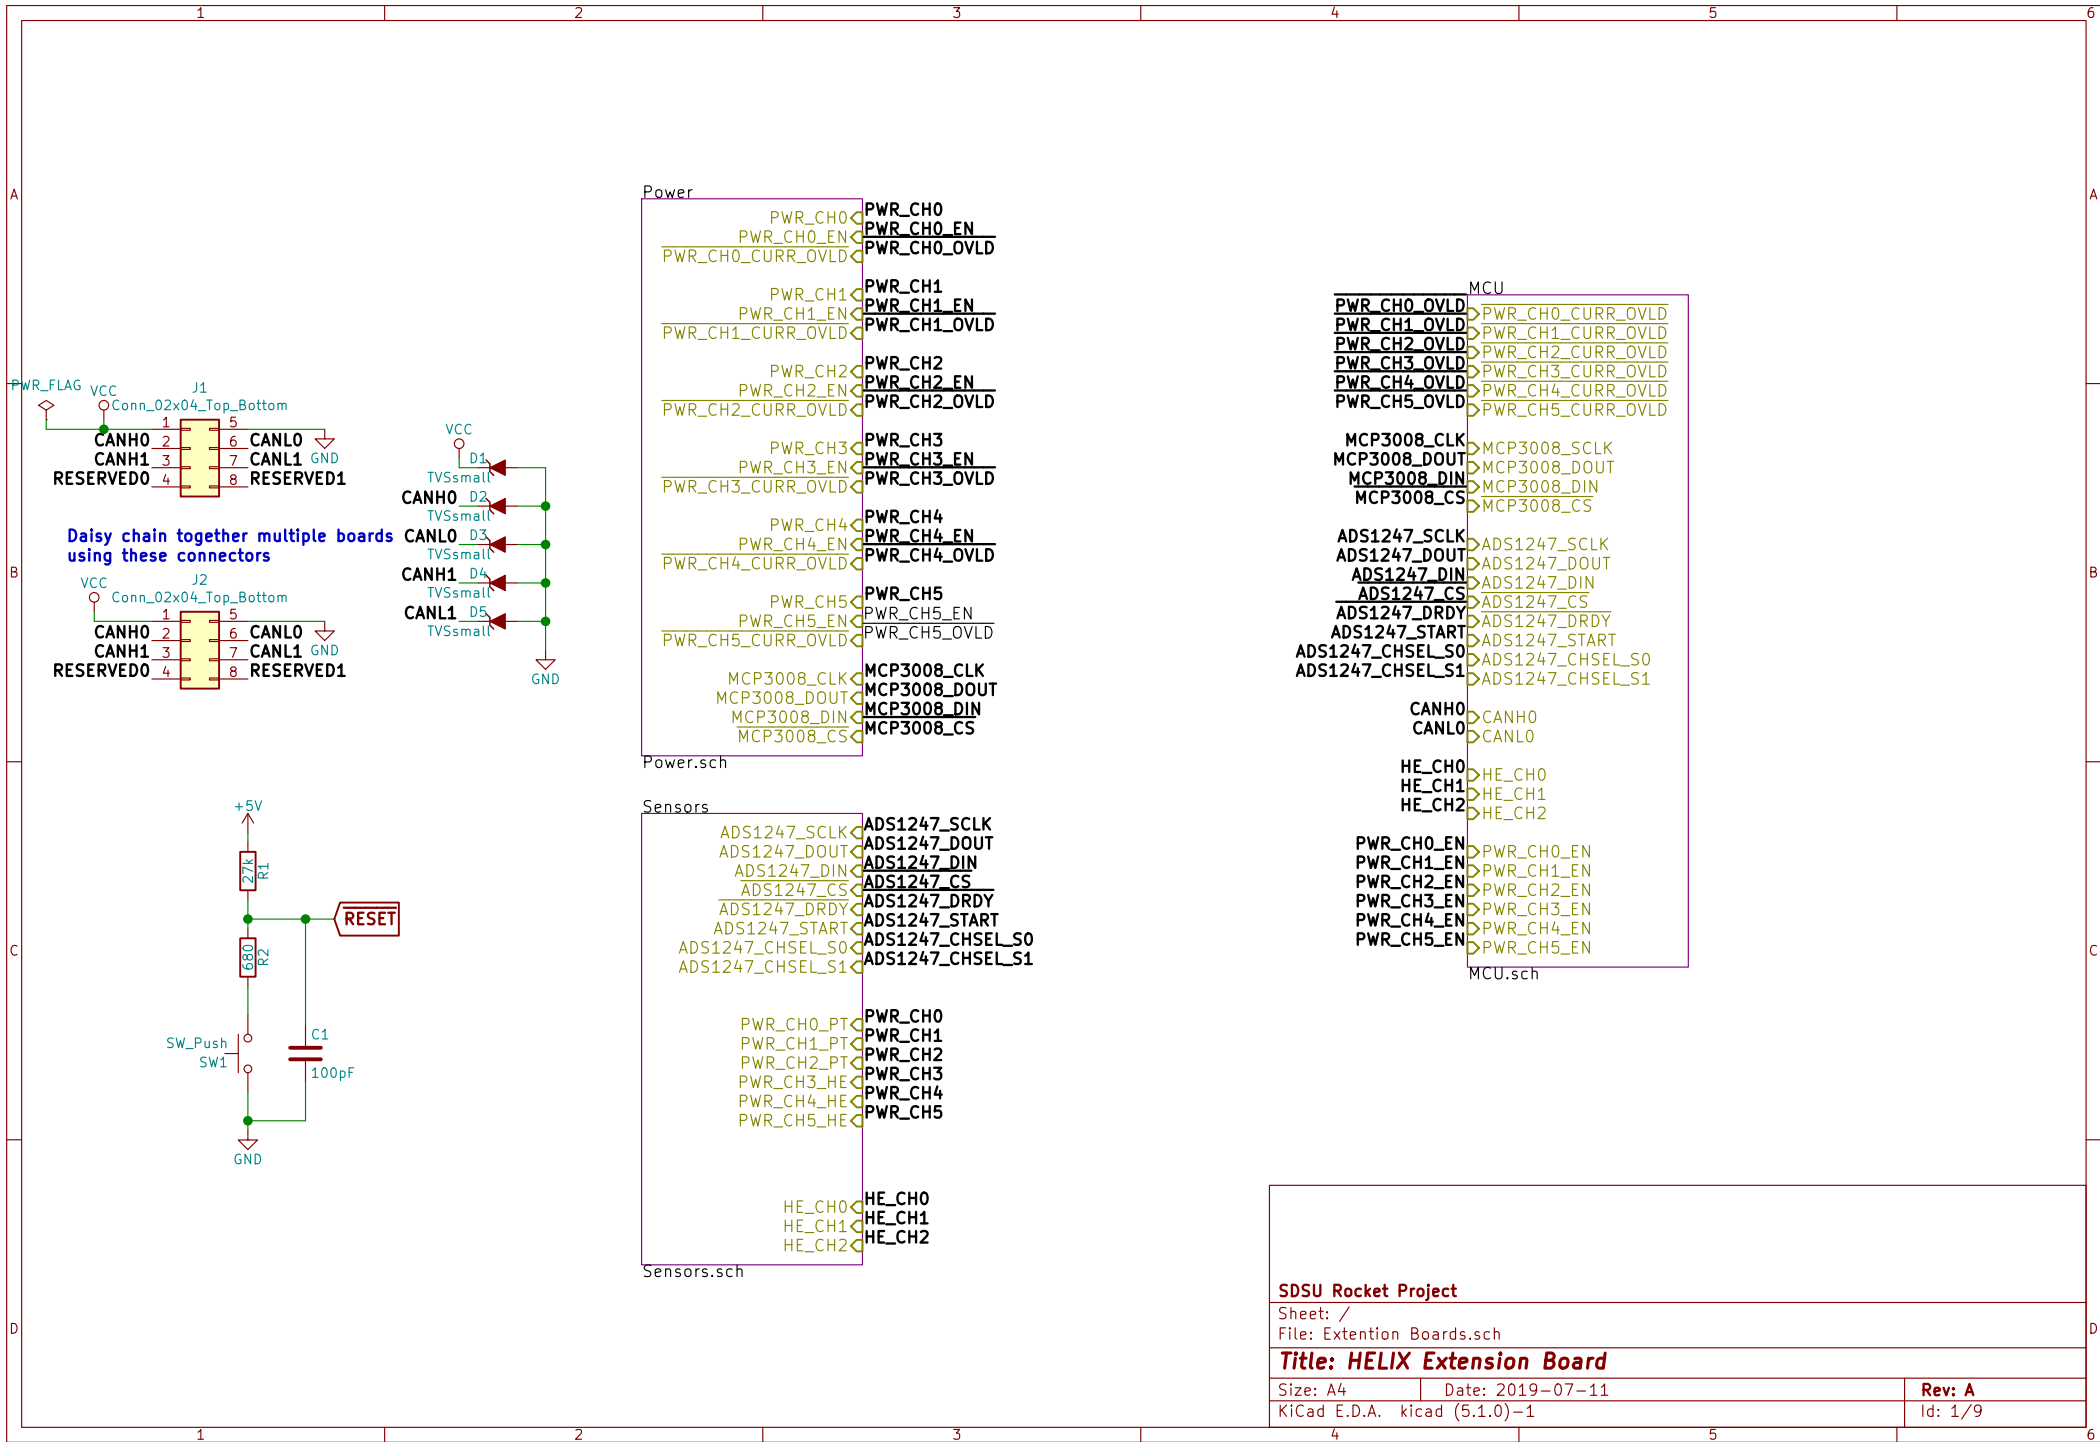 1 2 3 4 5 6
A A
B B
C C
D D
PWR_FLAG
VCC
J1
Conn_02x04_Top_Bottom
1 5
CANH0 2 6 CANL0
CANH1 3 7 CANL1
RESERVED0 4 8 RESERVED1
GND
Daisy chain together multiple boards
using these connectors
VCC
J2
Conn_02x04_Top_Bottom
1 5
CANH0 2 6 CANL0
CANH1 3 7 CANL1
RESERVED0 4 8 RESERVED1
GND
VCC
D1
TVSsmall
CANH0 D2
TVSsmall
CANL0 D3
TVSsmall
CANH1 D4
TVSsmall
CANL1 D5
TVSsmall
GND
+5V
27k R1
RESET
680 R2
SW_Push
SW1
C1
100pF
GND
Power
PWR_CH0 PWR_CH0
PWR_CH0_EN PWR_CH0_EN
PWR_CH0_CURR_OVLD PWR_CH0_OVLD
PWR_CH1 PWR_CH1
PWR_CH1_EN PWR_CH1_EN
PWR_CH1_CURR_OVLD PWR_CH1_OVLD
PWR_CH2 PWR_CH2
PWR_CH2_EN PWR_CH2_EN
PWR_CH2_CURR_OVLD PWR_CH2_OVLD
PWR_CH3 PWR_CH3
PWR_CH3_EN PWR_CH3_EN
PWR_CH3_CURR_OVLD PWR_CH3_OVLD
PWR_CH4 PWR_CH4
PWR_CH4_EN PWR_CH4_EN
PWR_CH4_CURR_OVLD PWR_CH4_OVLD
PWR_CH5 PWR_CH5
PWR_CH5_EN PWR_CH5_EN
PWR_CH5_CURR_OVLD PWR_CH5_OVLD
MCP3008_CLK MCP3008_CLK
MCP3008_DOUT MCP3008_DOUT
MCP3008_DIN MCP3008_DIN
MCP3008_CS MCP3008_CS
Power.sch
Sensors
ADS1247_SCLK ADS1247_SCLK
ADS1247_DOUT ADS1247_DOUT
ADS1247_DIN ADS1247_DIN
ADS1247_CS ADS1247_CS
ADS1247_DRDY ADS1247_DRDY
ADS1247_START ADS1247_START
ADS1247_CHSEL_S0 ADS1247_CHSEL_S0
ADS1247_CHSEL_S1 ADS1247_CHSEL_S1
PWR_CH0_PT PWR_CH0
PWR_CH1_PT PWR_CH1
PWR_CH2_PT PWR_CH2
PWR_CH3_HE PWR_CH3
PWR_CH4_HE PWR_CH4
PWR_CH5_HE PWR_CH5
HE_CH0 HE_CH0
HE_CH1 HE_CH1
HE_CH2 HE_CH2
Sensors.sch
MCU
PWR_CH0_OVLD PWR_CH0_CURR_OVLD
PWR_CH1_OVLD PWR_CH1_CURR_OVLD
PWR_CH2_OVLD PWR_CH2_CURR_OVLD
PWR_CH3_OVLD PWR_CH3_CURR_OVLD
PWR_CH4_OVLD PWR_CH4_CURR_OVLD
PWR_CH5_OVLD PWR_CH5_CURR_OVLD
MCP3008_CLK MCP3008_SCLK
MCP3008_DOUT MCP3008_DOUT
MCP3008_DIN MCP3008_DIN
MCP3008_CS MCP3008_CS
ADS1247_SCLK ADS1247_SCLK
ADS1247_DOUT ADS1247_DOUT
ADS1247_DIN ADS1247_DIN
ADS1247_CS ADS1247_CS
ADS1247_DRDY ADS1247_DRDY
ADS1247_START ADS1247_START
ADS1247_CHSEL_S0 ADS1247_CHSEL_S0
ADS1247_CHSEL_S1 ADS1247_CHSEL_S1
CANH0 CANH0
CANL0 CANL0
HE_CH0 HE_CH0
HE_CH1 HE_CH1
HE_CH2 HE_CH2
PWR_CH0_EN PWR_CH0_EN
PWR_CH1_EN PWR_CH1_EN
PWR_CH2_EN PWR_CH2_EN
PWR_CH3_EN PWR_CH3_EN
PWR_CH4_EN PWR_CH4_EN
PWR_CH5_EN PWR_CH5_EN
MCU.sch
SDSU Rocket Project
Sheet: /
File: Extention Boards.sch
Title: HELIX Extension Board
Size: A4 Date: 2019-07-11 Rev: A
KiCad E.D.A. kicad (5.1.0)-1 Id: 1/9
1 2 3 4 5 6